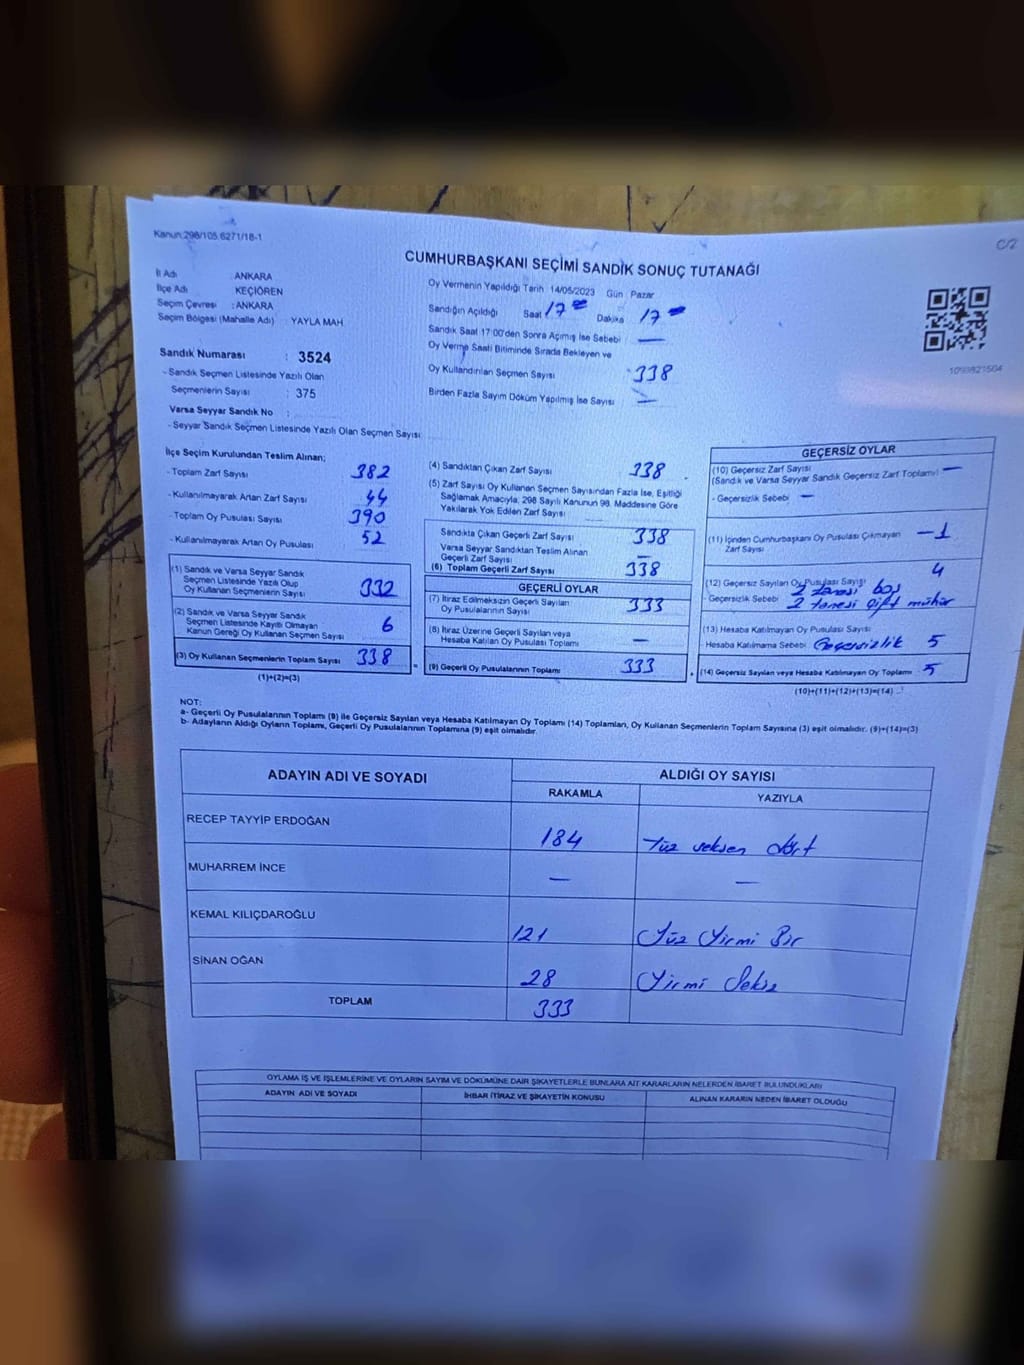 Kanun:298/105.6271/18-1
C/2
CUMHURBAŞKANI SEÇİMİ SANDIK SONUÇ TUTANAĞI
İl Adı : ANKARA
İlçe Adı : KEÇİÖREN
Seçim Çevresi : ANKARA
Seçim Bölgesi (Mahalle Adı) : YAYLA MAH
Sandık Numarası : 3524
- Sandık Seçmen Listesinde Yazılı Olan
Seçmenlerin Sayısı : 375
Varsa Seyyar Sandık No :
- Seyyar Sandık Seçmen Listesinde Yazılı Olan Seçmen Sayısı
Oy Vermenin Yapıldığı Tarih 14/05/2023 Gün : Pazar
Sandığın Açıldığı Saat 17 Dakika 17
Sandık Saat 17:00'den Sonra Açımış İse Sebebi : —
Oy Verme Saati Bitiminde Sırada Bekleyen ve
Oy Kullandırılan Seçmen Sayısı 338
Birden Fazla Sayım Döküm Yapılmış İse Sayısı —
1093821504
İlçe Seçim Kurulundan Teslim Alınan;
- Toplam Zarf Sayısı 382
- Kullanılmayarak Artan Zarf Sayısı 44
- Toplam Oy Pusulası Sayısı 390
- Kullanılmayarak Artan Oy Pusulası 52
(1) Sandık ve Varsa Seyyar Sandık
Seçmen Listesinde Yazılı Olup
Oy Kullanan Seçmenlerin Sayısı 332
(2) Sandık ve Varsa Seyyar Sandık
Seçmen Listesinde Kayıtlı Olmayan
Kanun Gereği Oy Kullanan Seçmen Sayısı 6
(3) Oy Kullanan Seçmenlerin Toplam Sayısı 338
(1)+(2)=(3)
(4) Sandıktan Çıkan Zarf Sayısı 338
(5) Zarf Sayısı Oy Kullanan Seçmen Sayısından Fazla İse, Eşitliği
Sağlamak Amacıyla; 298 Sayılı Kanunun 98. Maddesine Göre
Yakılarak Yok Edilen Zarf Sayısı
Sandıkta Çıkan Geçerli Zarf Sayısı 338
Varsa Seyyar Sandıktan Teslim Alınan
Geçerli Zarf Sayısı —
(6) Toplam Geçerli Zarf Sayısı 338
GEÇERLİ OYLAR
(7) İtiraz Edilmeksizin Geçerli Sayılan
Oy Pusulalarının Sayısı 333
(8) İtiraz Üzerine Geçerli Sayılan veya
Hesaba Katılan Oy Pusulası Toplamı —
(9) Geçerli Oy Pusulalarının Toplamı 333
GEÇERSİZ OYLAR
(10) Geçersiz Zarf Sayısı
(Sandık ve Varsa Seyyar Sandık Geçersiz Zarf Toplamı) —
- Geçersizlik Sebebi —
(11) İçinden Cumhurbaşkanı Oy Pusulası Çıkmayan
Zarf Sayısı - 1
(12) Geçersiz Sayılan Oy Pusulası Sayısı 4
- Geçersizlik Sebebi 2 tanesi boş
2 tanesi çift mühür
(13) Hesaba Katılmayan Oy Pusulası Sayısı
Hesaba Katılmama Sebebi Geçersizlik 5
(14) Geçersiz Sayılan veya Hesaba Katılmayan Oy Toplamı 5
(10)+(11)+(12)+(13)=(14)
NOT:
a- Geçerli Oy Pusulalarının Toplamı (9) ile Geçersiz Sayılan veya Hesaba Katılmayan Oy Toplamı (14) Toplamları, Oy Kullanan Seçmenlerin Toplam Sayısına (3) eşit olmalıdır. (9)+(14)=(3)
b- Adayların Aldığı Oyların Toplamı, Geçerli Oy Pusulalarının Toplamına (9) eşit olmalıdır.
ADAYIN ADI VE SOYADI ALDIĞI OY SAYISI
RAKAMLA YAZIYLA
RECEP TAYYİP ERDOĞAN 184 Yüz seksen dört
MUHARREM İNCE — —
KEMAL KILIÇDAROĞLU 121 Yüz Yirmi Bir
SİNAN OĞAN 28 Yirmi Sekiz
TOPLAM 333
OYLAMA İŞ VE İŞLEMLERİNE VE OYLARIN SAYIM VE DÖKÜMÜNE DAİR ŞİKAYETLERLE BUNLARA AİT KARARLARIN NELERDEN İBARET BULUNDUKLARI
ADAYIN ADI VE SOYADI İHBAR İTİRAZ VE ŞİKAYETİN KONUSU ALINAN KARARIN NEDEN İBARET OLDUĞU